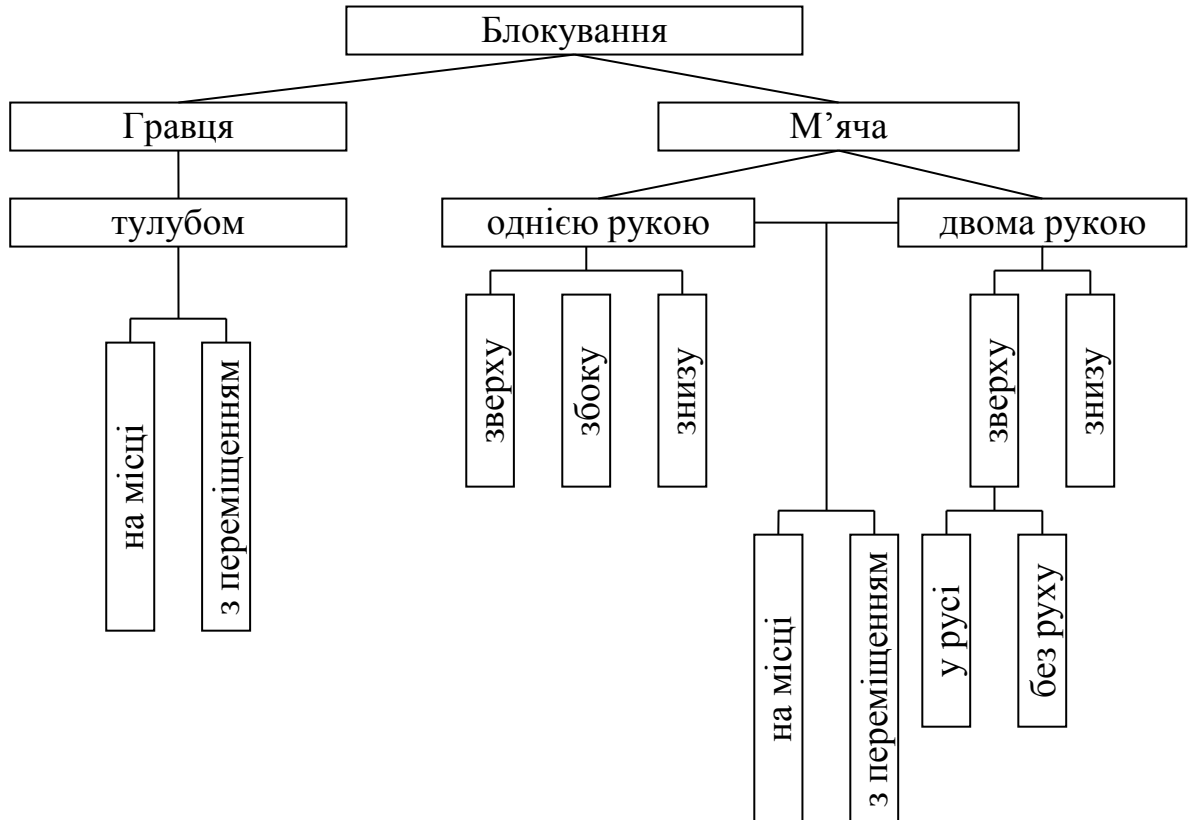 Блокування
Гравця
М’яча
тулубом
однією рукою
двома рукою
зверху
збоку
знизу
зверху
знизу
на місці
з переміщенням
на місці
з переміщенням
у русі
без руху